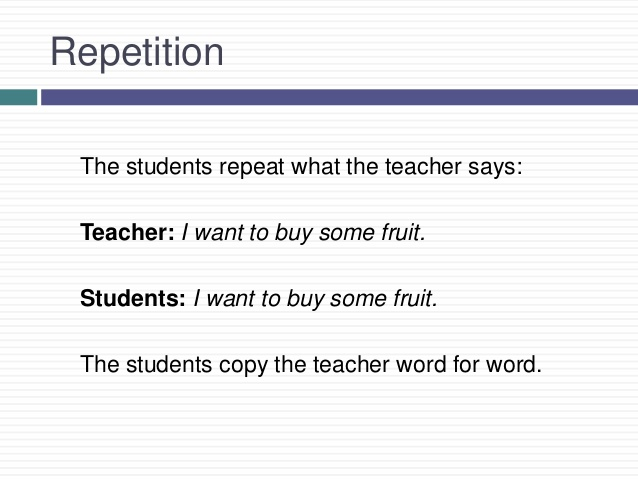 Repetition
The students repeat what the teacher says:
Teacher: I want to buy some fruit.
Students: I want to buy some fruit.
The students copy the teacher word for word.